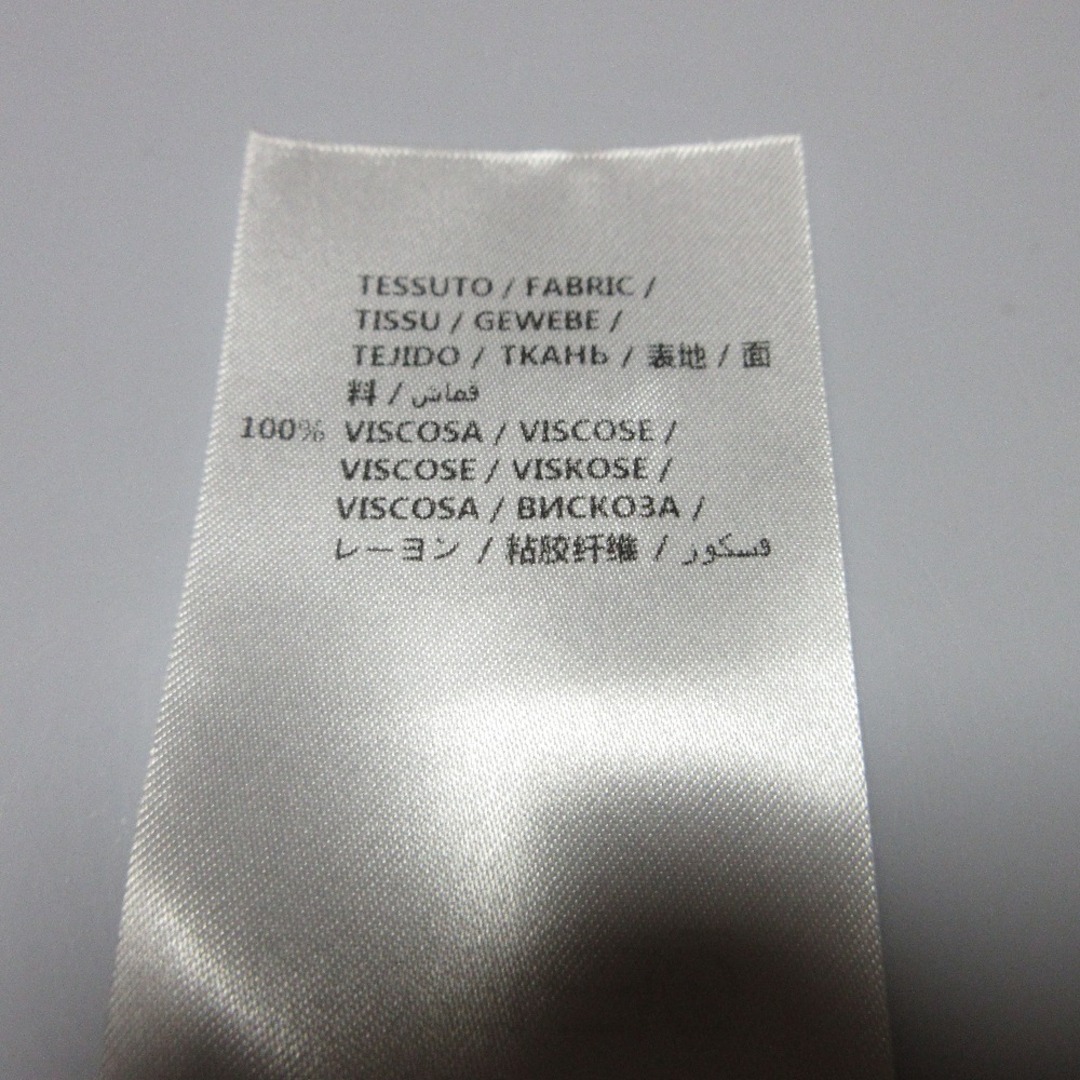 TESSUTO / FABRIC /
TISSU / GEWEBE /
TEJIDO / ТКАНЬ / 表地 / 面
料 / قماش
100% VISCOSA / VISCOSE /
VISCOSE / VISKOSE /
VISCOSA / ВИСКОЗА /
レーヨン / 粘胶纤维 / فسكور